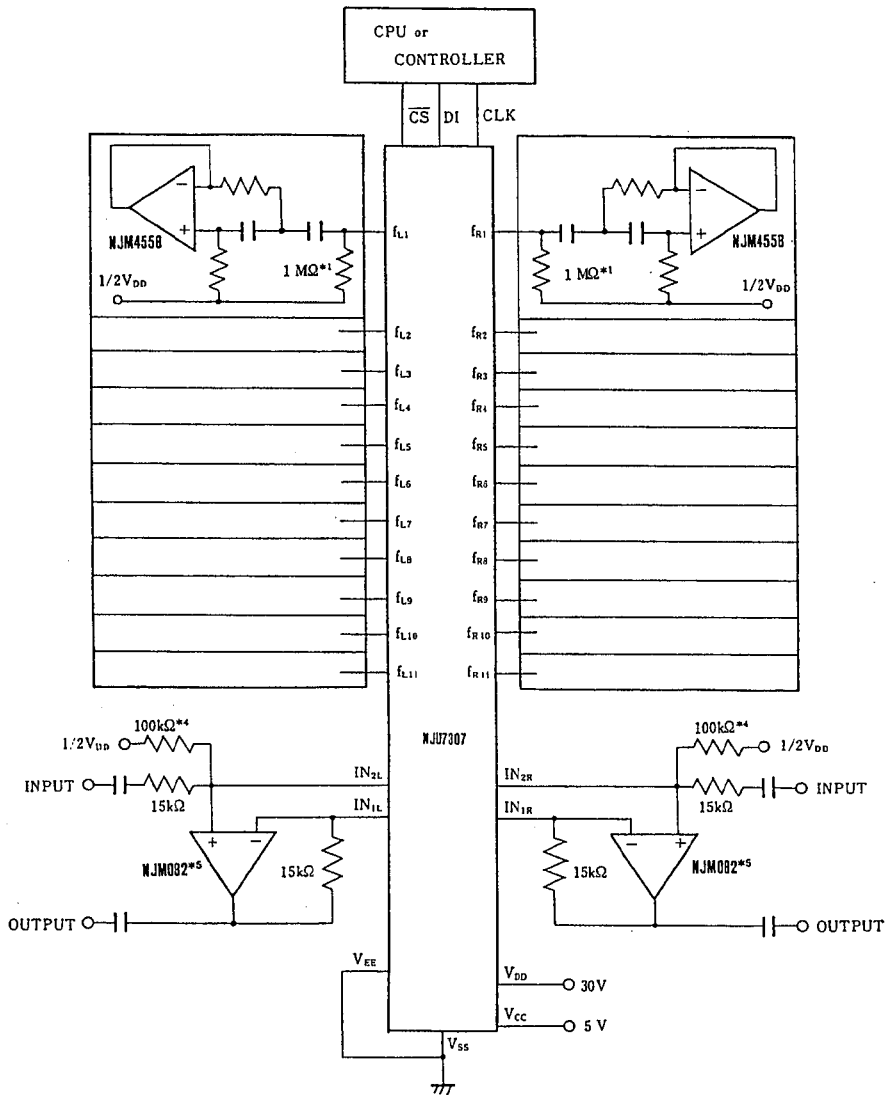 CPU or
CONTROLLER
CS DI CLK
NJM4558
NJM4558
fL1 fR1
1 MΩ*1
1 MΩ*1
1/2VDD
1/2VDD
fL2 fR2
fL3 fR3
fL4 fR4
fL5 fR5
fL6 fR6
fL7 fR7
fL8 fR8
fL9 fR9
fL10 fR10
fL11 fR11
NJU7307
100kΩ*4
1/2VDD
INPUT
15kΩ
IN2L
IN1L
NJM082*5
15kΩ
OUTPUT
100kΩ*4
1/2VDD
IN2R
15kΩ
INPUT
IN1R
15kΩ
NJM082*5
OUTPUT
VEE
VDD 30V
VCC 5 V
VSS